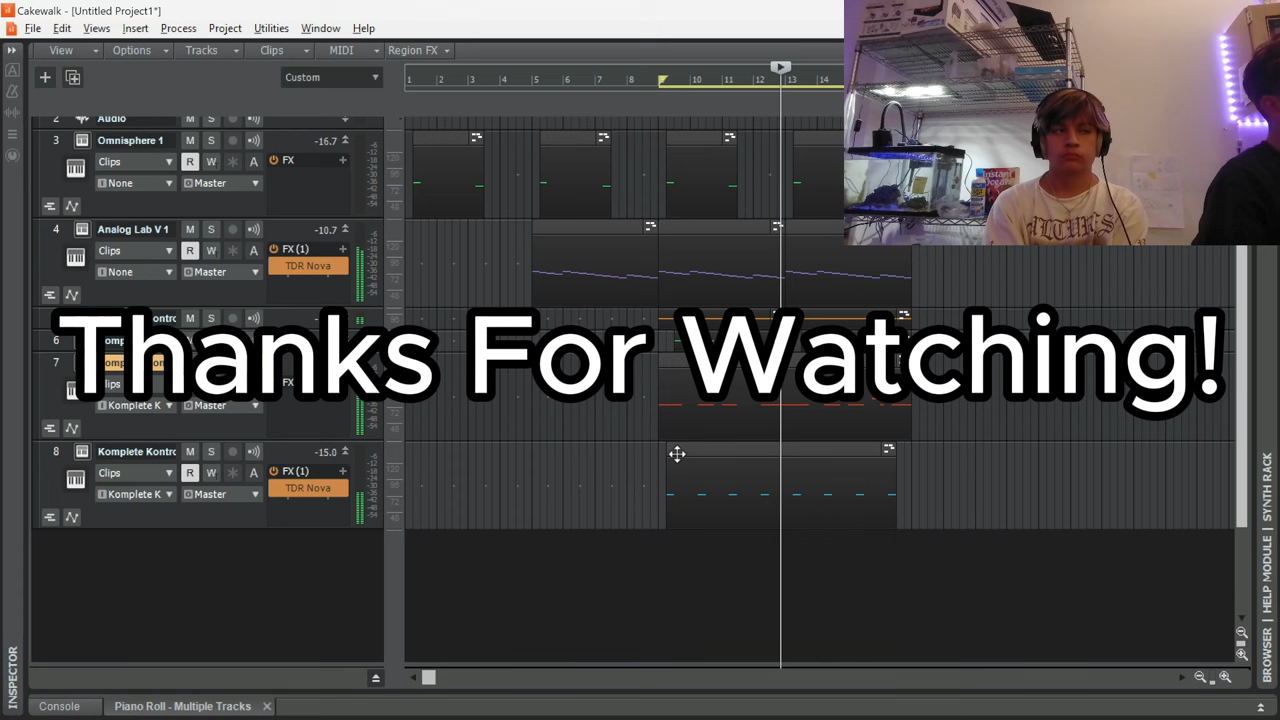 Cakewalk - [Untitled Project1*]
File Edit Views Insert Process Project Utilities Window Help
View Options Tracks Clips MIDI Region FX
Custom
1 2 3 4 5 6 7 8 10 11 12 13 14
2 Audio M S
3 Omnisphere 1 M S -16.7
Clips R W A FX
None Master
4 Analog Lab V 1 M S -10.7
Clips R W A FX (1)
None Master TDR Nova
Thanks For Watching!
6
7
Komplete K Master
8 Komplete Kontrc M S -15.0
Clips R W A FX (1)
Komplete K Master TDR Nova
Instant Ocean
INSPECTOR
BROWSER | HELP MODULE | SYNTH RACK
Console Piano Roll - Multiple Tracks